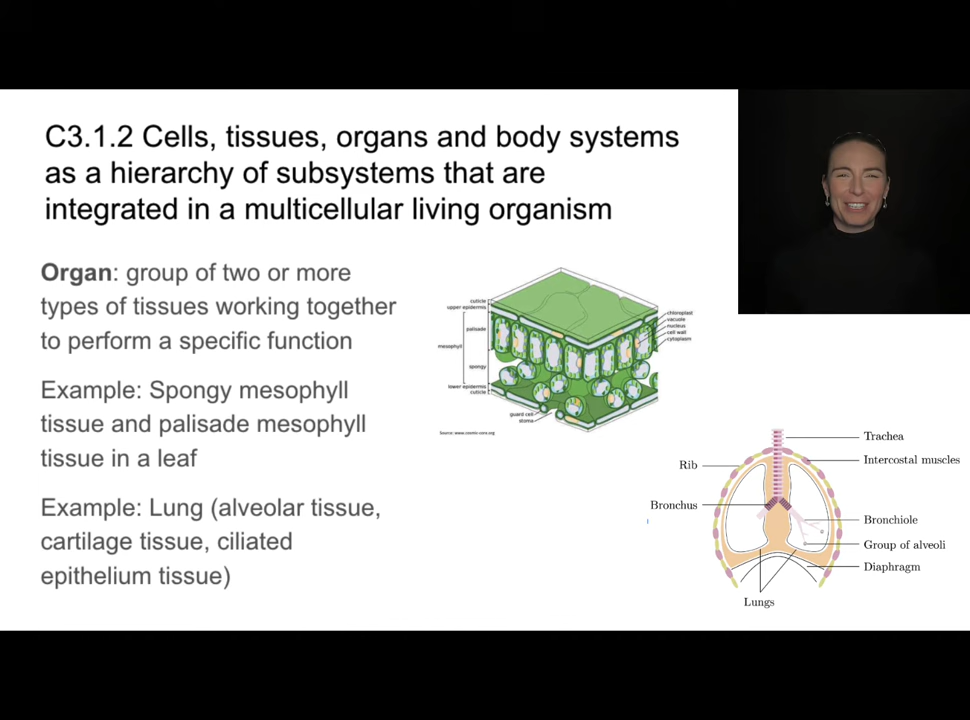 C3.1.2 Cells, tissues, organs and body systems
as a hierarchy of subsystems that are
integrated in a multicellular living organism
Organ: group of two or more
types of tissues working together
to perform a specific function
Example: Spongy mesophyll
tissue and palisade mesophyll
tissue in a leaf
Example: Lung (alveolar tissue,
cartilage tissue, ciliated
epithelium tissue)
cuticle
upper epidermis
palisade
mesophyll
spongy
lower epidermis
cuticle
guard cell
stoma
chloroplast
vacuole
nucleus
cell wall
cytoplasm
Source: www.cosmic-core.org
Trachea
Intercostal muscles
Rib
Bronchus
Bronchiole
Group of alveoli
Diaphragm
Lungs